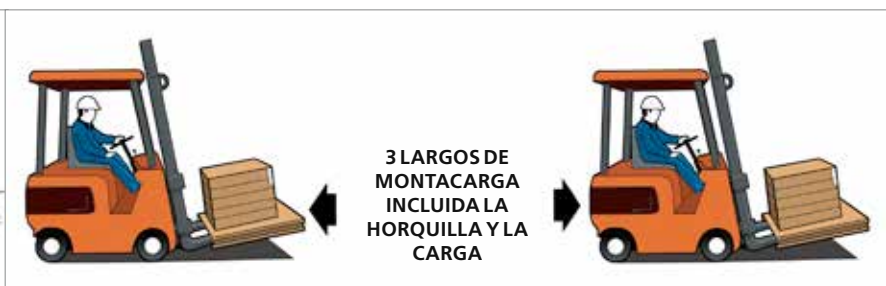 3 LARGOS DE
MONTACARGA
INCLUIDA LA
HORQUILLA Y LA
CARGA